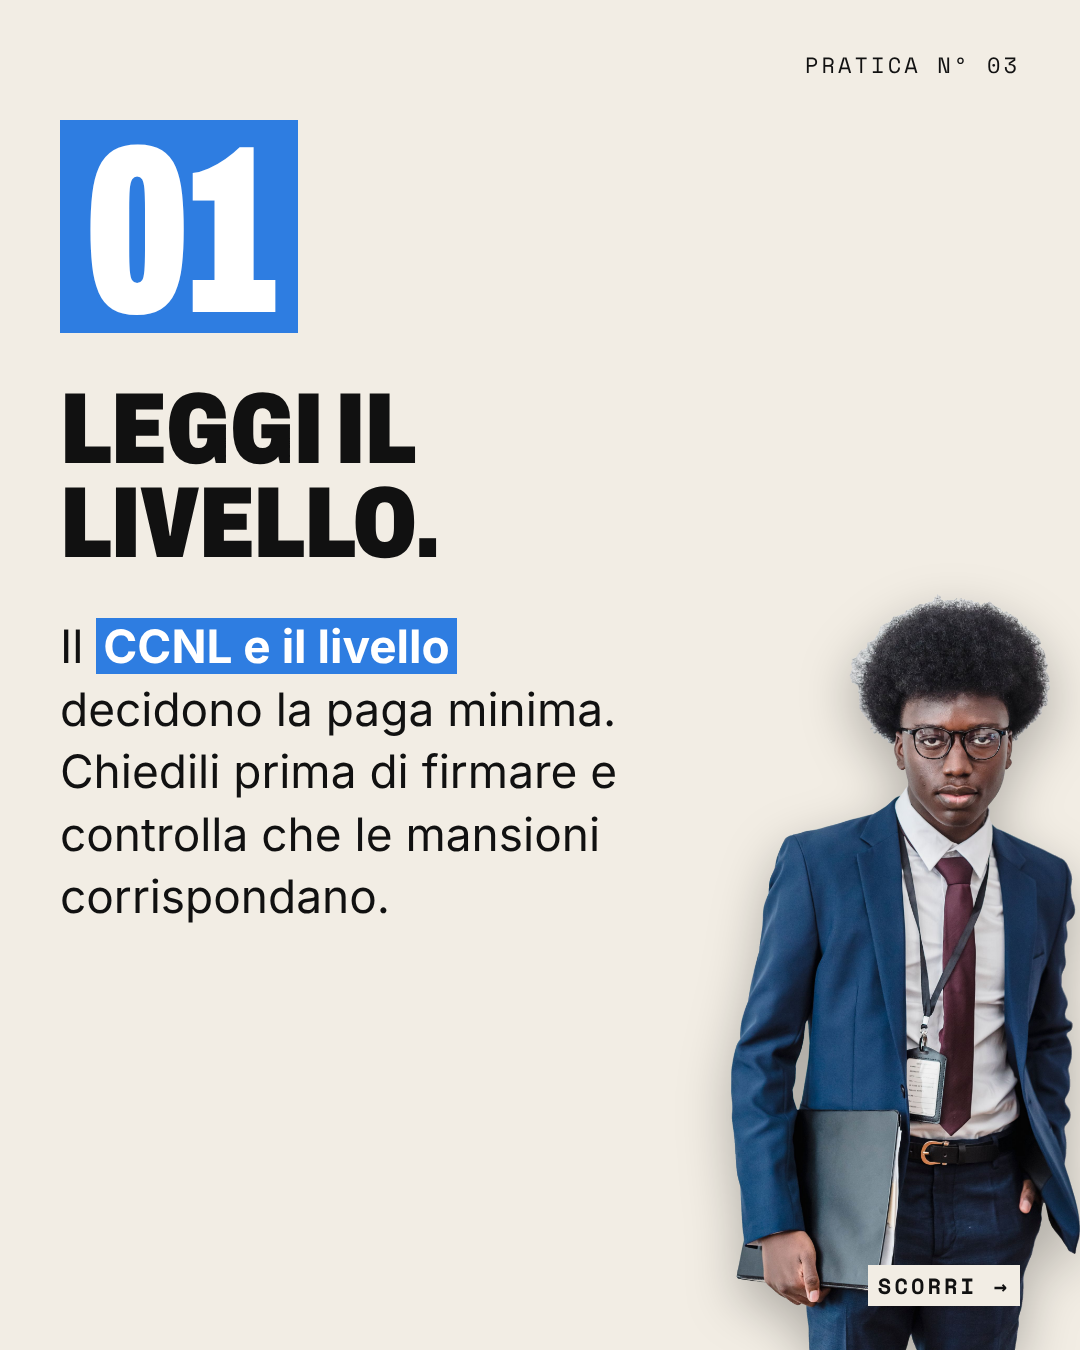 PRATICA Nº 03
01
LEGGI IL
LIVELLO.
Il CCNL e il livello
decidono la paga minima.
Chiedili prima di firmare e
controlla che le mansioni
corrispondano.
SCORRI →